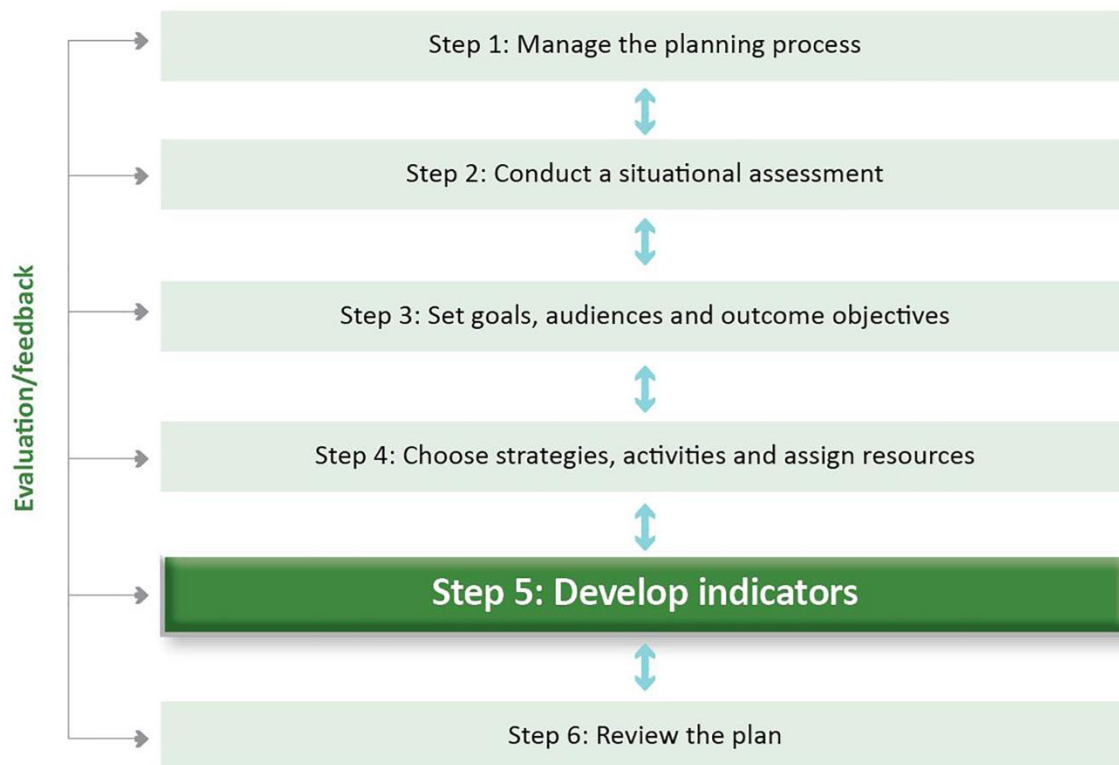 Step 1: Manage the planning process
Step 2: Conduct a situational assessment
Step 3: Set goals, audiences and outcome objectives
Step 4: Choose strategies, activities and assign resources
Step 5: Develop indicators
Step 6: Review the plan
Evaluation/feedback